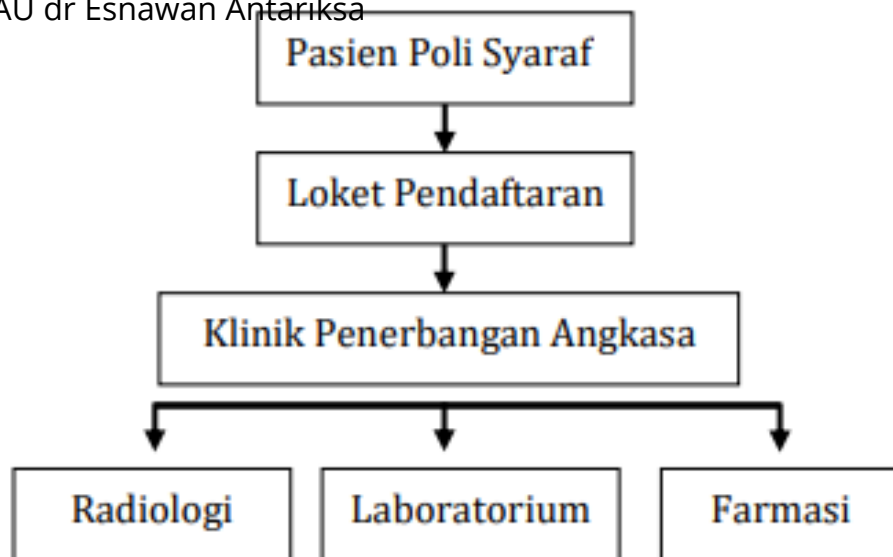 AU dr Esnawan Antariksa
Pasien Poli Syaraf
Loket Pendaftaran
Klinik Penerbangan Angkasa
Radiologi
Laboratorium
Farmasi